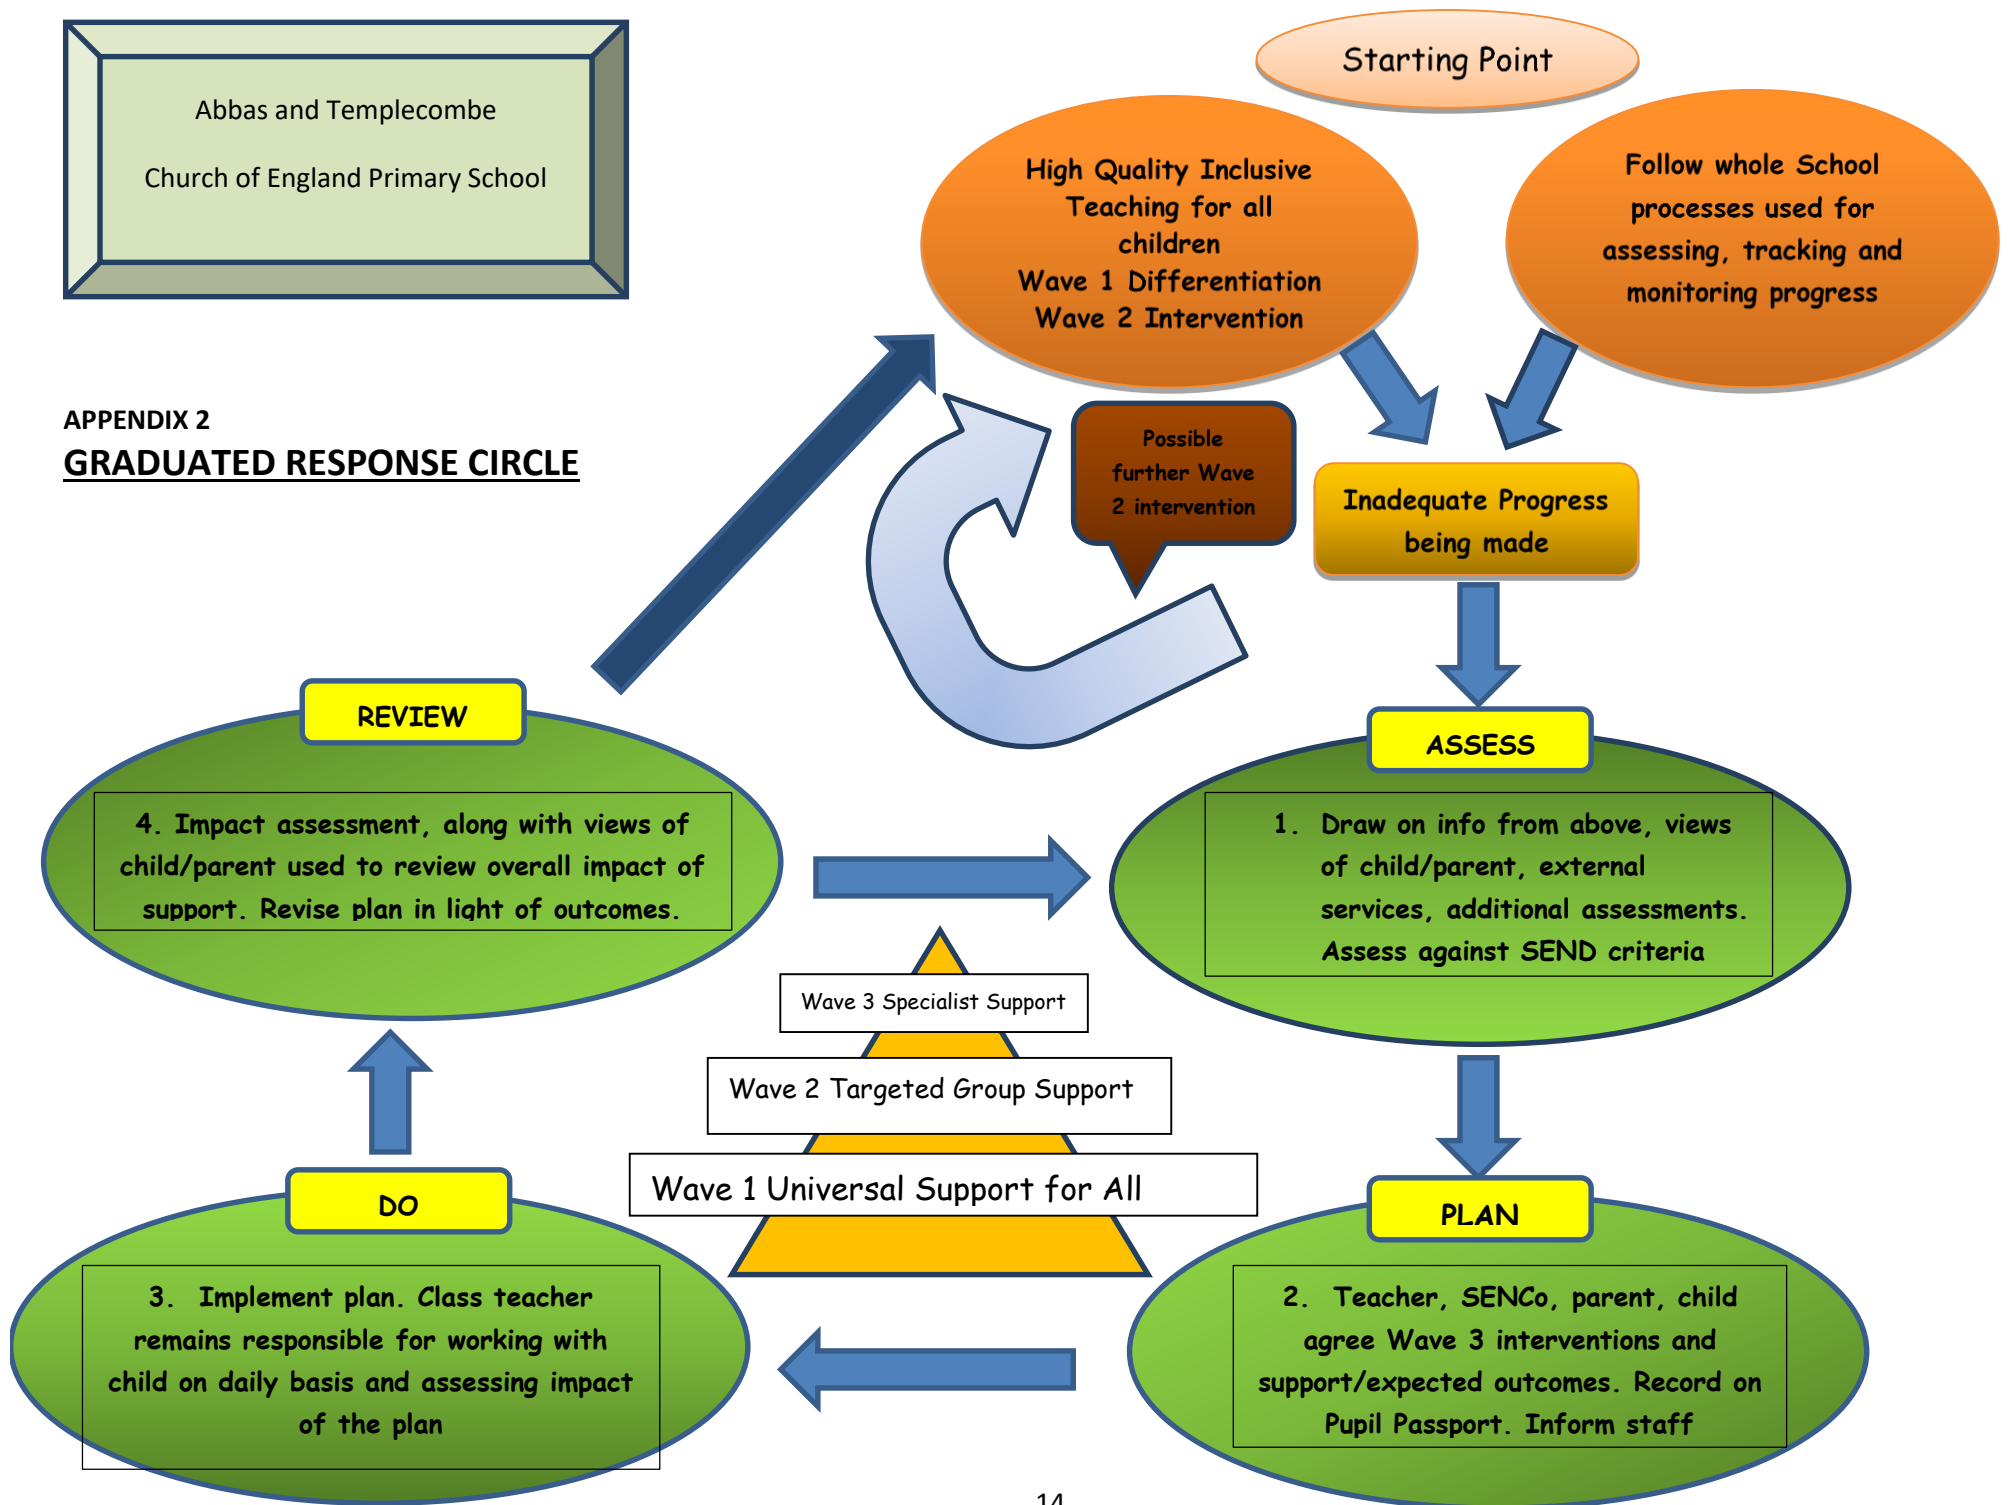 Abbas and Templecombe
Church of England Primary School
Starting Point
High Quality Inclusive
Teaching for all
children
Wave 1 Differentiation
Wave 2 Intervention
Follow whole School
processes used for
assessing, tracking and
monitoring progress
APPENDIX 2
GRADUATED RESPONSE CIRCLE
Possible
further Wave
2 intervention
Inadequate Progress
being made
REVIEW
4. Impact assessment, along with views of
child/parent used to review overall impact of
support. Revise plan in light of outcomes.
ASSESS
1. Draw on info from above, views
of child/parent, external
services, additional assessments.
Assess against SEND criteria
Wave 3 Specialist Support
Wave 2 Targeted Group Support
Wave 1 Universal Support for All
DO
3. Implement plan. Class teacher
remains responsible for working with
child on daily basis and assessing impact
of the plan
PLAN
2. Teacher, SENCo, parent, child
agree Wave 3 interventions and
support/expected outcomes. Record on
Pupil Passport. Inform staff
14